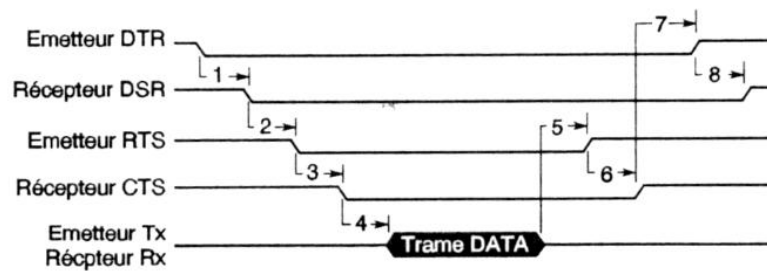 Emetteur DTR
7
1
8
Récepteur DSR
2
5
Emetteur RTS
3
6
Récepteur CTS
4
Emetteur Tx
Trame DATA
Récpteur Rx